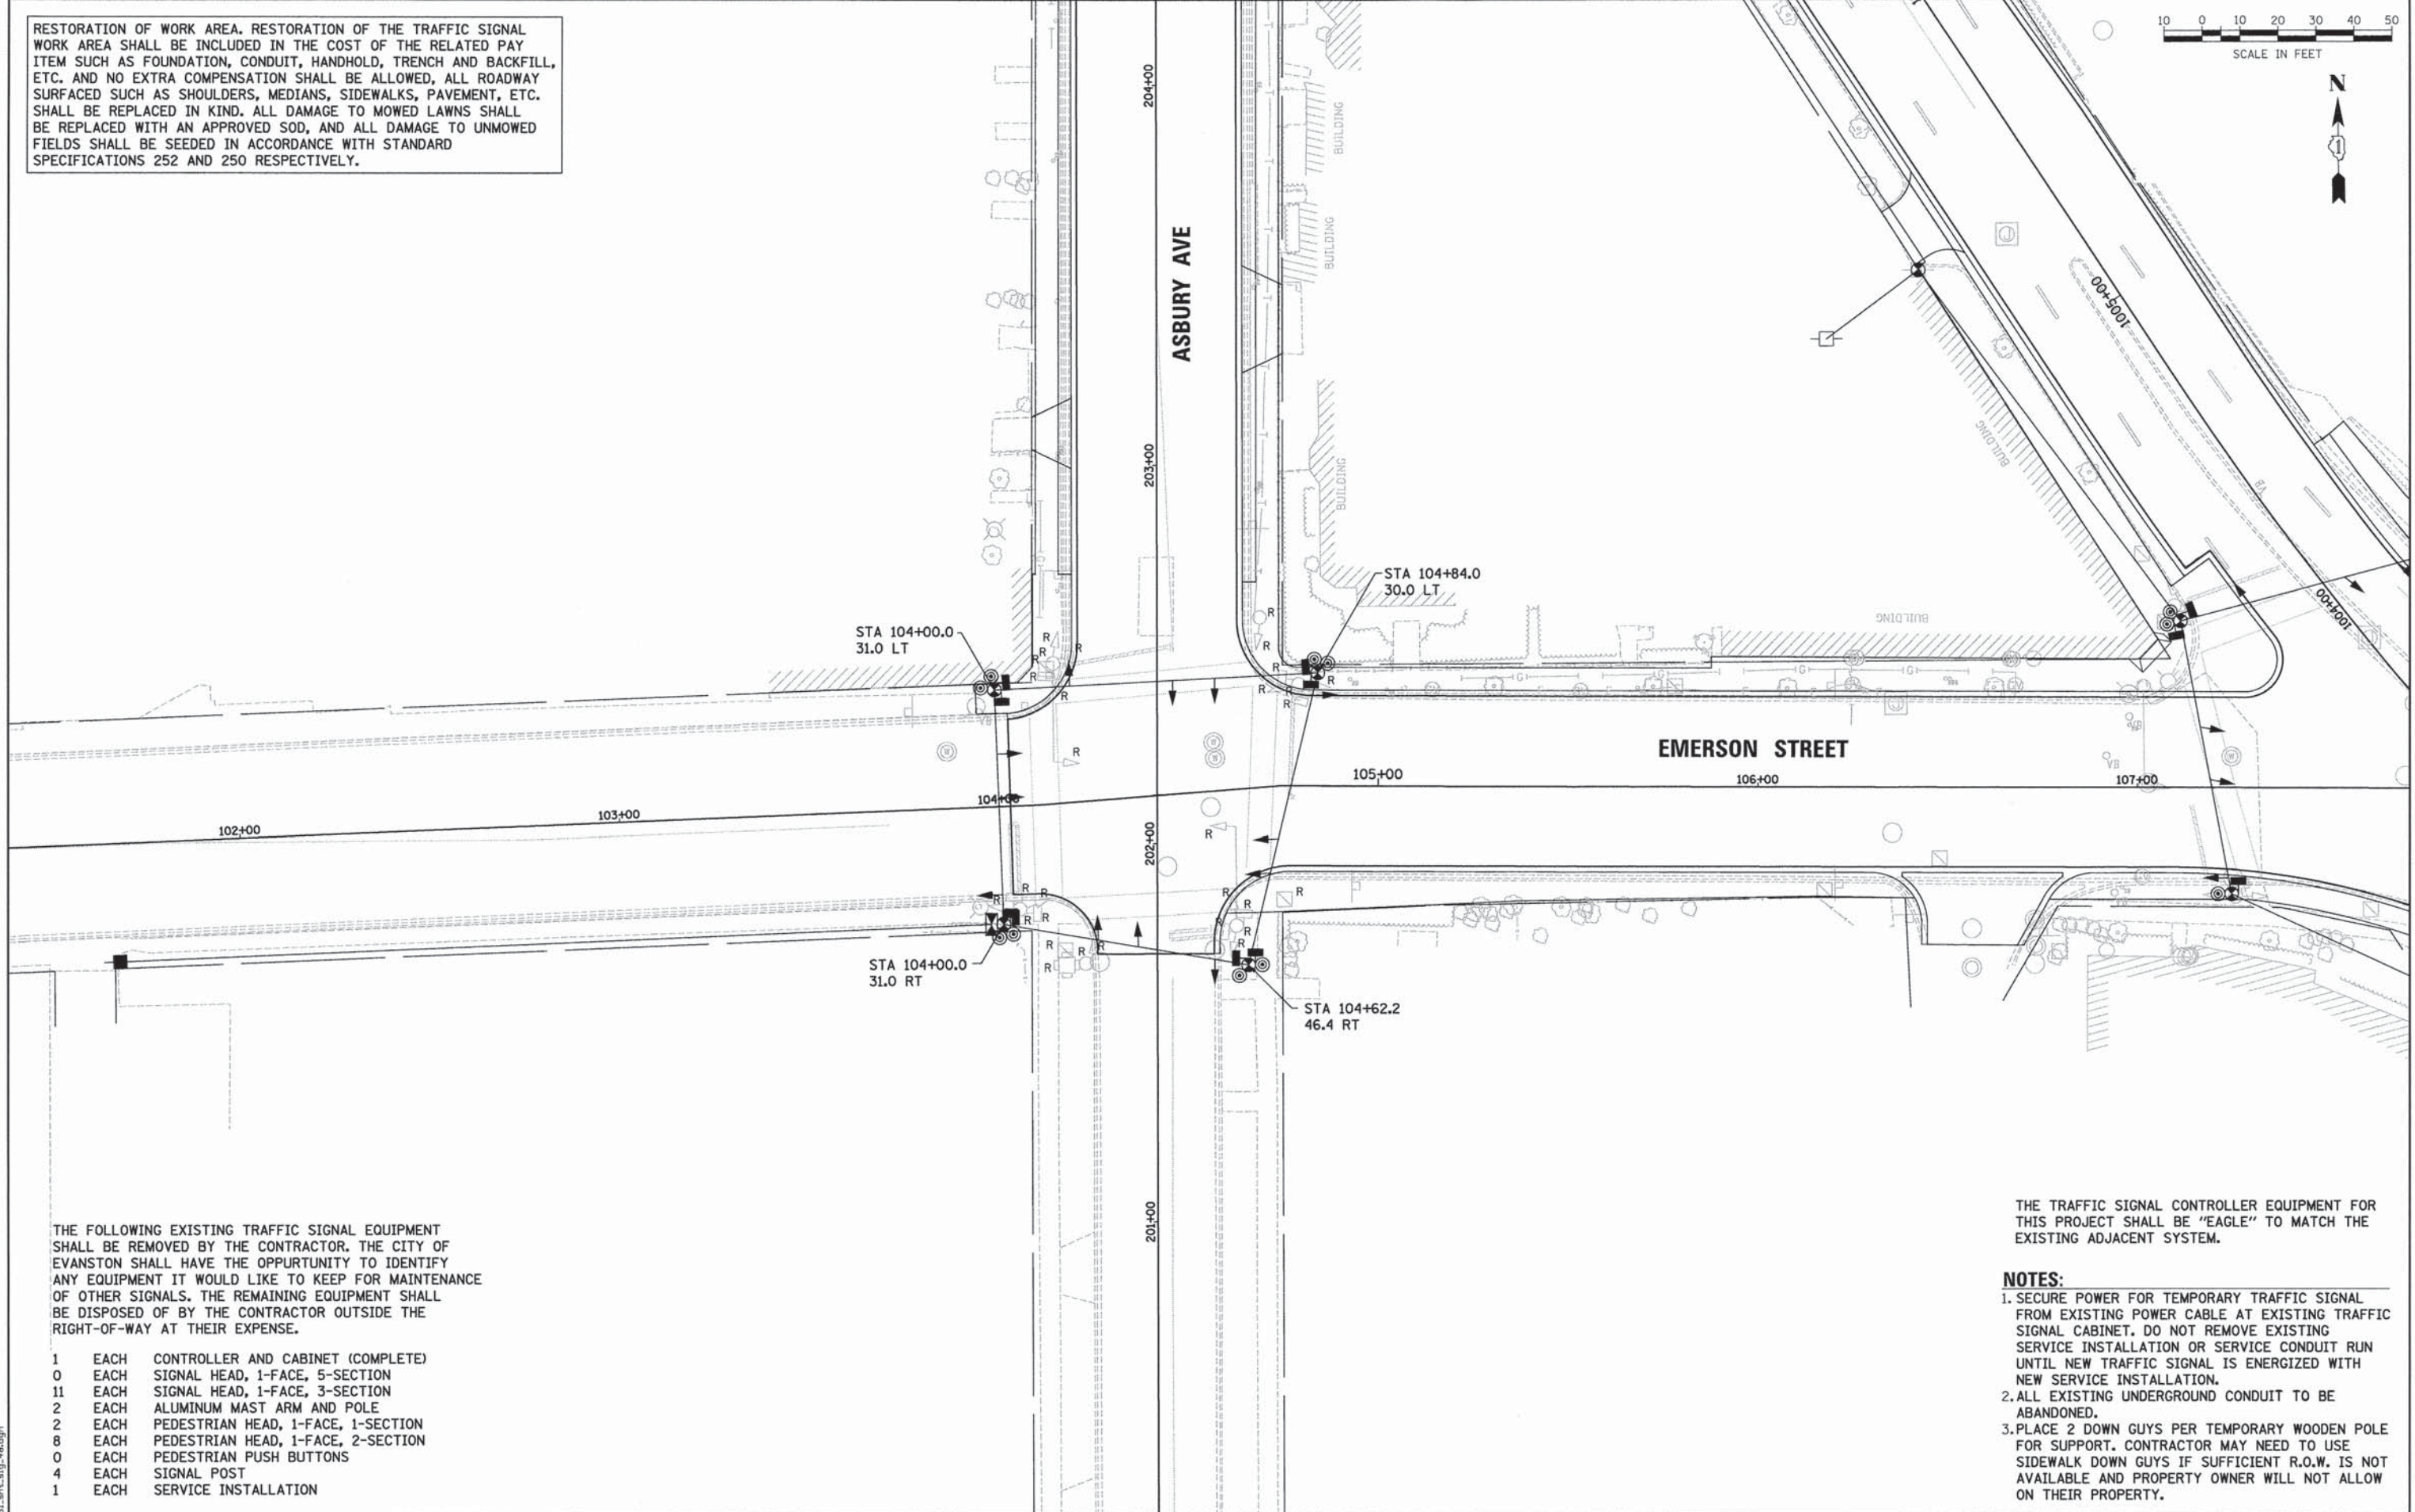 RESTORATION OF WORK AREA. RESTORATION OF THE TRAFFIC SIGNAL
WORK AREA SHALL BE INCLUDED IN THE COST OF THE RELATED PAY
ITEM SUCH AS FOUNDATION, CONDUIT, HANDHOLD, TRENCH AND BACKFILL,
ETC. AND NO EXTRA COMPENSATION SHALL BE ALLOWED, ALL ROADWAY
SURFACED SUCH AS SHOULDERS, MEDIANS, SIDEWALKS, PAVEMENT, ETC.
SHALL BE REPLACED IN KIND. ALL DAMAGE TO MOWED LAWNS SHALL
BE REPLACED WITH AN APPROVED SOD, AND ALL DAMAGE TO UNMOWED
FIELDS SHALL BE SEEDED IN ACCORDANCE WITH STANDARD
SPECIFICATIONS 252 AND 250 RESPECTIVELY.
10 0 10 20 30 40 50
SCALE IN FEET
N
1
204+00
BUILDING
BUILDING
ASBURY AVE
1005+00
BUILDING
203+00
BUILDING
STA 104+84.0
30.0 LT
1004+00
BUILDING
STA 104+00.0
31.0 LT
EMERSON STREET
102+00
103+00
104+00
105+00
106+00
107+00
202+00
STA 104+00.0
31.0 RT
STA 104+62.2
46.4 RT
201+00
THE FOLLOWING EXISTING TRAFFIC SIGNAL EQUIPMENT
SHALL BE REMOVED BY THE CONTRACTOR. THE CITY OF
EVANSTON SHALL HAVE THE OPPURTUNITY TO IDENTIFY
ANY EQUIPMENT IT WOULD LIKE TO KEEP FOR MAINTENANCE
OF OTHER SIGNALS. THE REMAINING EQUIPMENT SHALL
BE DISPOSED OF BY THE CONTRACTOR OUTSIDE THE
RIGHT-OF-WAY AT THEIR EXPENSE.
1 EACH CONTROLLER AND CABINET (COMPLETE)
0 EACH SIGNAL HEAD, 1-FACE, 5-SECTION
11 EACH SIGNAL HEAD, 1-FACE, 3-SECTION
2 EACH ALUMINUM MAST ARM AND POLE
2 EACH PEDESTRIAN HEAD, 1-FACE, 1-SECTION
8 EACH PEDESTRIAN HEAD, 1-FACE, 2-SECTION
0 EACH PEDESTRIAN PUSH BUTTONS
4 EACH SIGNAL POST
1 EACH SERVICE INSTALLATION
THE TRAFFIC SIGNAL CONTROLLER EQUIPMENT FOR
THIS PROJECT SHALL BE "EAGLE" TO MATCH THE
EXISTING ADJACENT SYSTEM.
NOTES:
1. SECURE POWER FOR TEMPORARY TRAFFIC SIGNAL
FROM EXISTING POWER CABLE AT EXISTING TRAFFIC
SIGNAL CABINET. DO NOT REMOVE EXISTING
SERVICE INSTALLATION OR SERVICE CONDUIT RUN
UNTIL NEW TRAFFIC SIGNAL IS ENERGIZED WITH
NEW SERVICE INSTALLATION.
2. ALL EXISTING UNDERGROUND CONDUIT TO BE
ABANDONED.
3. PLACE 2 DOWN GUYS PER TEMPORARY WOODEN POLE
FOR SUPPORT. CONTRACTOR MAY NEED TO USE
SIDEWALK DOWN GUYS IF SUFFICIENT R.O.W. IS NOT
AVAILABLE AND PROPERTY OWNER WILL NOT ALLOW
ON THEIR PROPERTY.